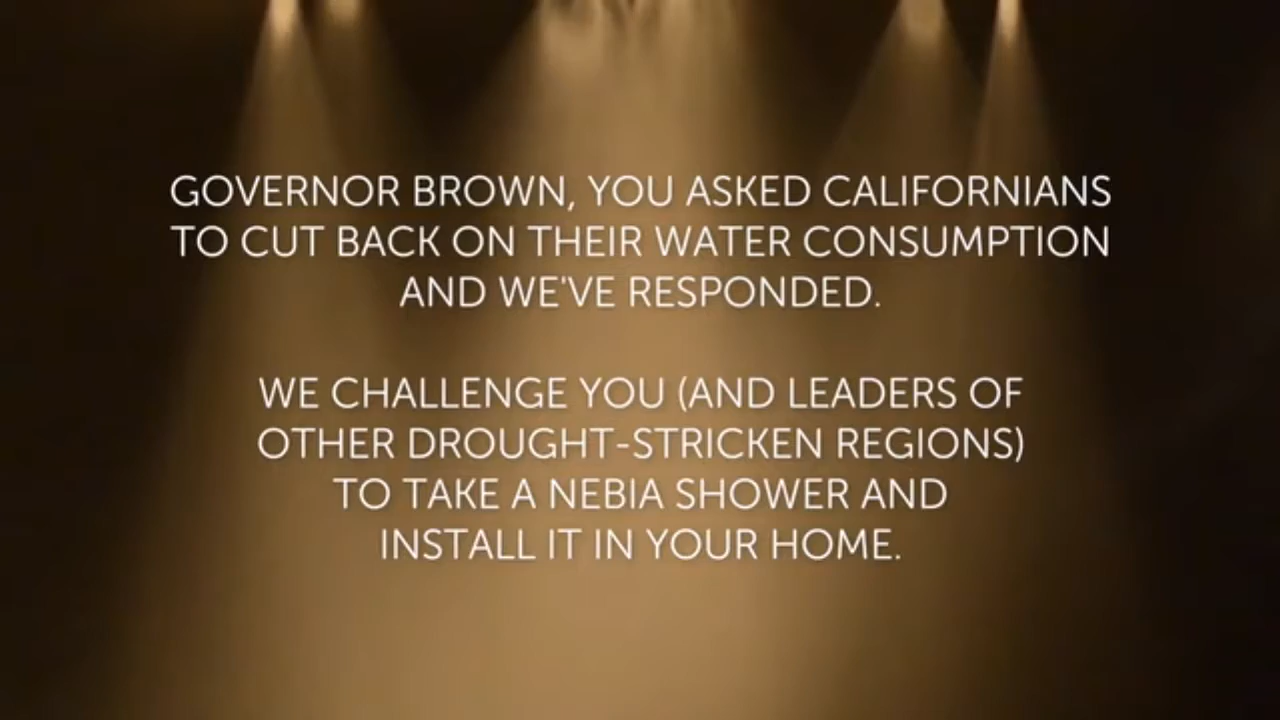 GOVERNOR BROWN, YOU ASKED CALIFORNIANS
TO CUT BACK ON THEIR WATER CONSUMPTION
AND WE'VE RESPONDED.
WE CHALLENGE YOU (AND LEADERS OF
OTHER DROUGHT-STRICKEN REGIONS)
TO TAKE A NEBIA SHOWER AND
INSTALL IT IN YOUR HOME.